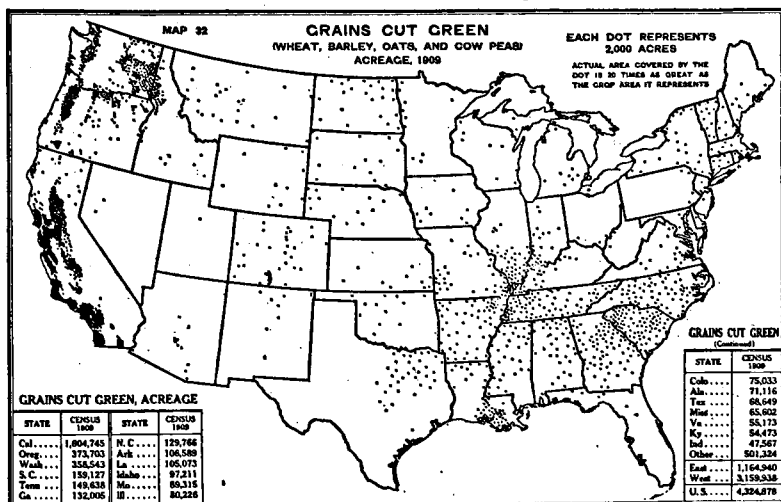 MAP 32
GRAINS CUT GREEN
(WHEAT, BARLEY, OATS, AND COW PEAS)
ACREAGE, 1909
EACH DOT REPRESENTS
2,000 ACRES
ACTUAL AREA COVERED BY THE
DOT IS 20 TIMES AS GREAT AS
THE CROP AREA IT REPRESENTS
GRAINS CUT GREEN, ACREAGE
STATE CENSUS 1909 STATE CENSUS 1909
Cal..... 1,604,745 N. C..... 129,766
Oreg.... 373,703 Ark..... 106,589
Wash.... 358,543 La...... 105,073
S. C..... 159,127 Idaho... 97,211
Tenn.... 149,638 Mo..... 89,315
Ga...... 132,005 Ill...... 80,226
GRAINS CUT GREEN
(Continued)
STATE CENSUS 1909
Colo.... 75,033
Ala..... 71,116
Tex..... 68,649
Miss.... 65,602
Va...... 55,173
Ky...... 54,473
Ind..... 47,567
Other... 501,324
East.... 1,164,940
West... 3,159,938
U. S..... 4,324,878